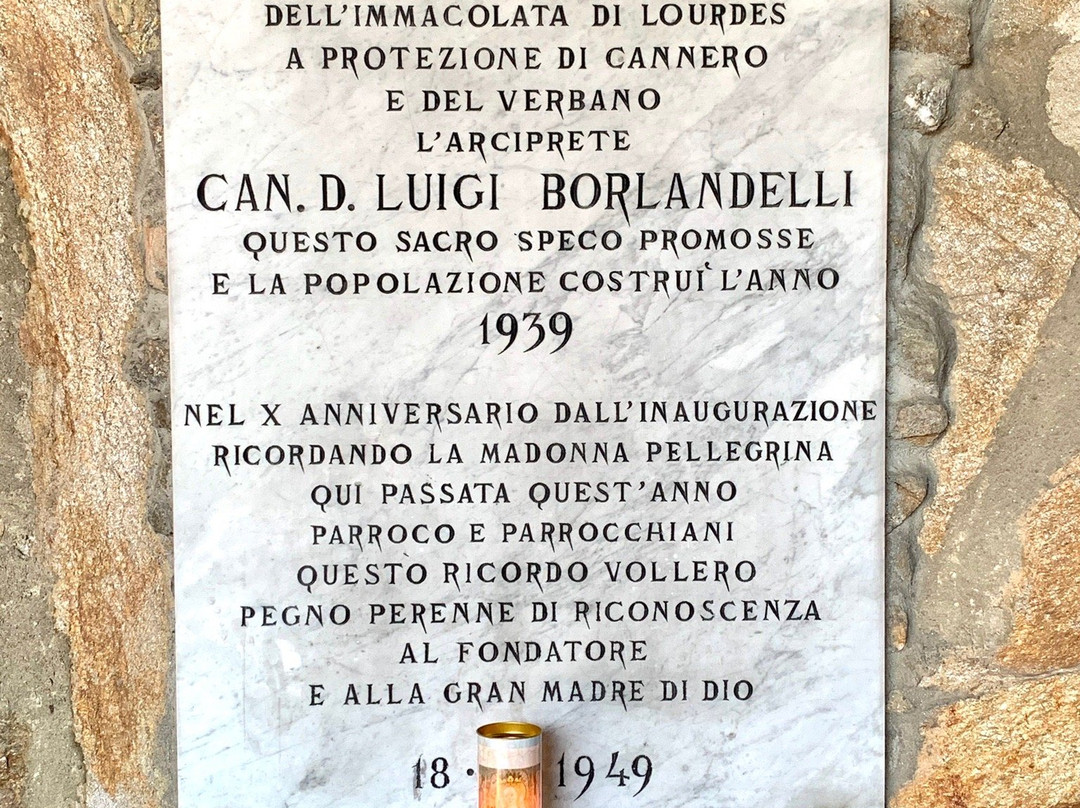 DELL'IMMACOLATA DI LOURDES
A PROTEZIONE DI CANNERO
E DEL VERBANO
L'ARCIPRETE
CAN. D. LUIGI BORLANDELLI
QUESTO SACRO SPECO PROMOSSE
E LA POPOLAZIONE COSTRUI' L'ANNO
1939
NEL X ANNIVERSARIO DALL'INAUGURAZIONE
RICORDANDO LA MADONNA PELLEGRINA
QUI PASSATA QUEST'ANNO
PARROCO E PARROCCHIANI
QUESTO RICORDO VOLLERO
PEGNO PERENNE DI RICONOSCENZA
AL FONDATORE
E ALLA GRAN MADRE DI DIO
18 · 1949